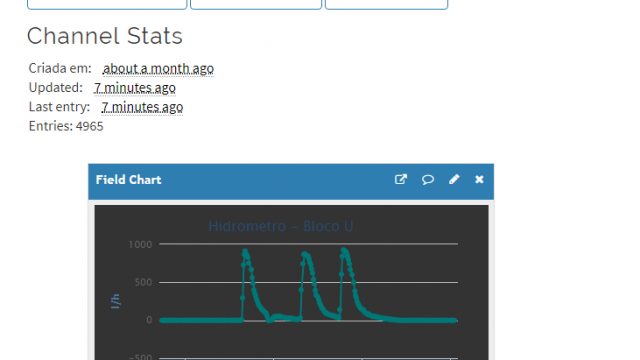 Channel Stats
Criada em: about a month ago
Updated: 7 minutes ago
Last entry: 7 minutes ago
Entries: 4965
Field Chart
Hidrometro - Bloco U
1000
500
l/h
0
-500